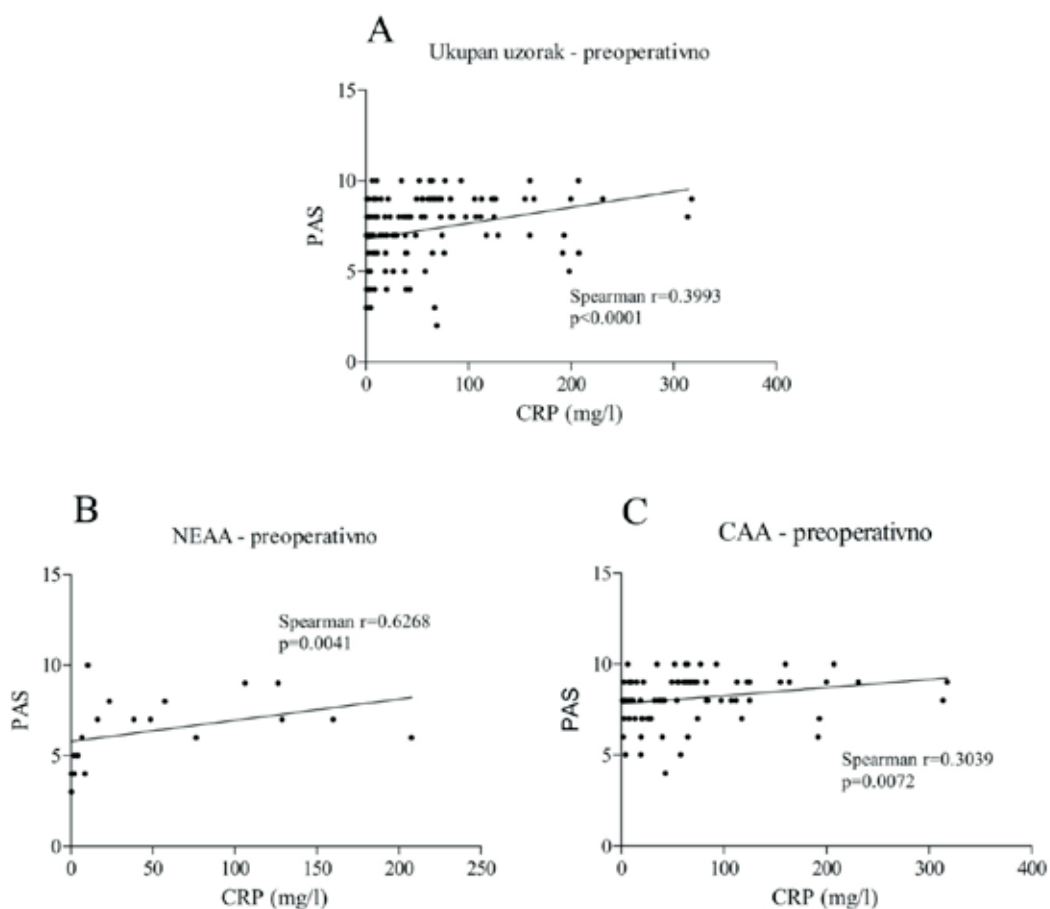 A
Ukupan uzorak - preoperativno
15
10
5
0
PAS
Spearman r=0.3993
p<0.0001
0 100 200 300 400
CRP (mg/l)
B
NEAA - preoperativno
15
10
5
0
PAS
Spearman r=0.6268
p=0.0041
0 50 100 150 200 250
CRP (mg/l)
C
CAA - preoperativno
15
10
5
0
PAS
Spearman r=0.3039
p=0.0072
0 100 200 300 400
CRP (mg/l)